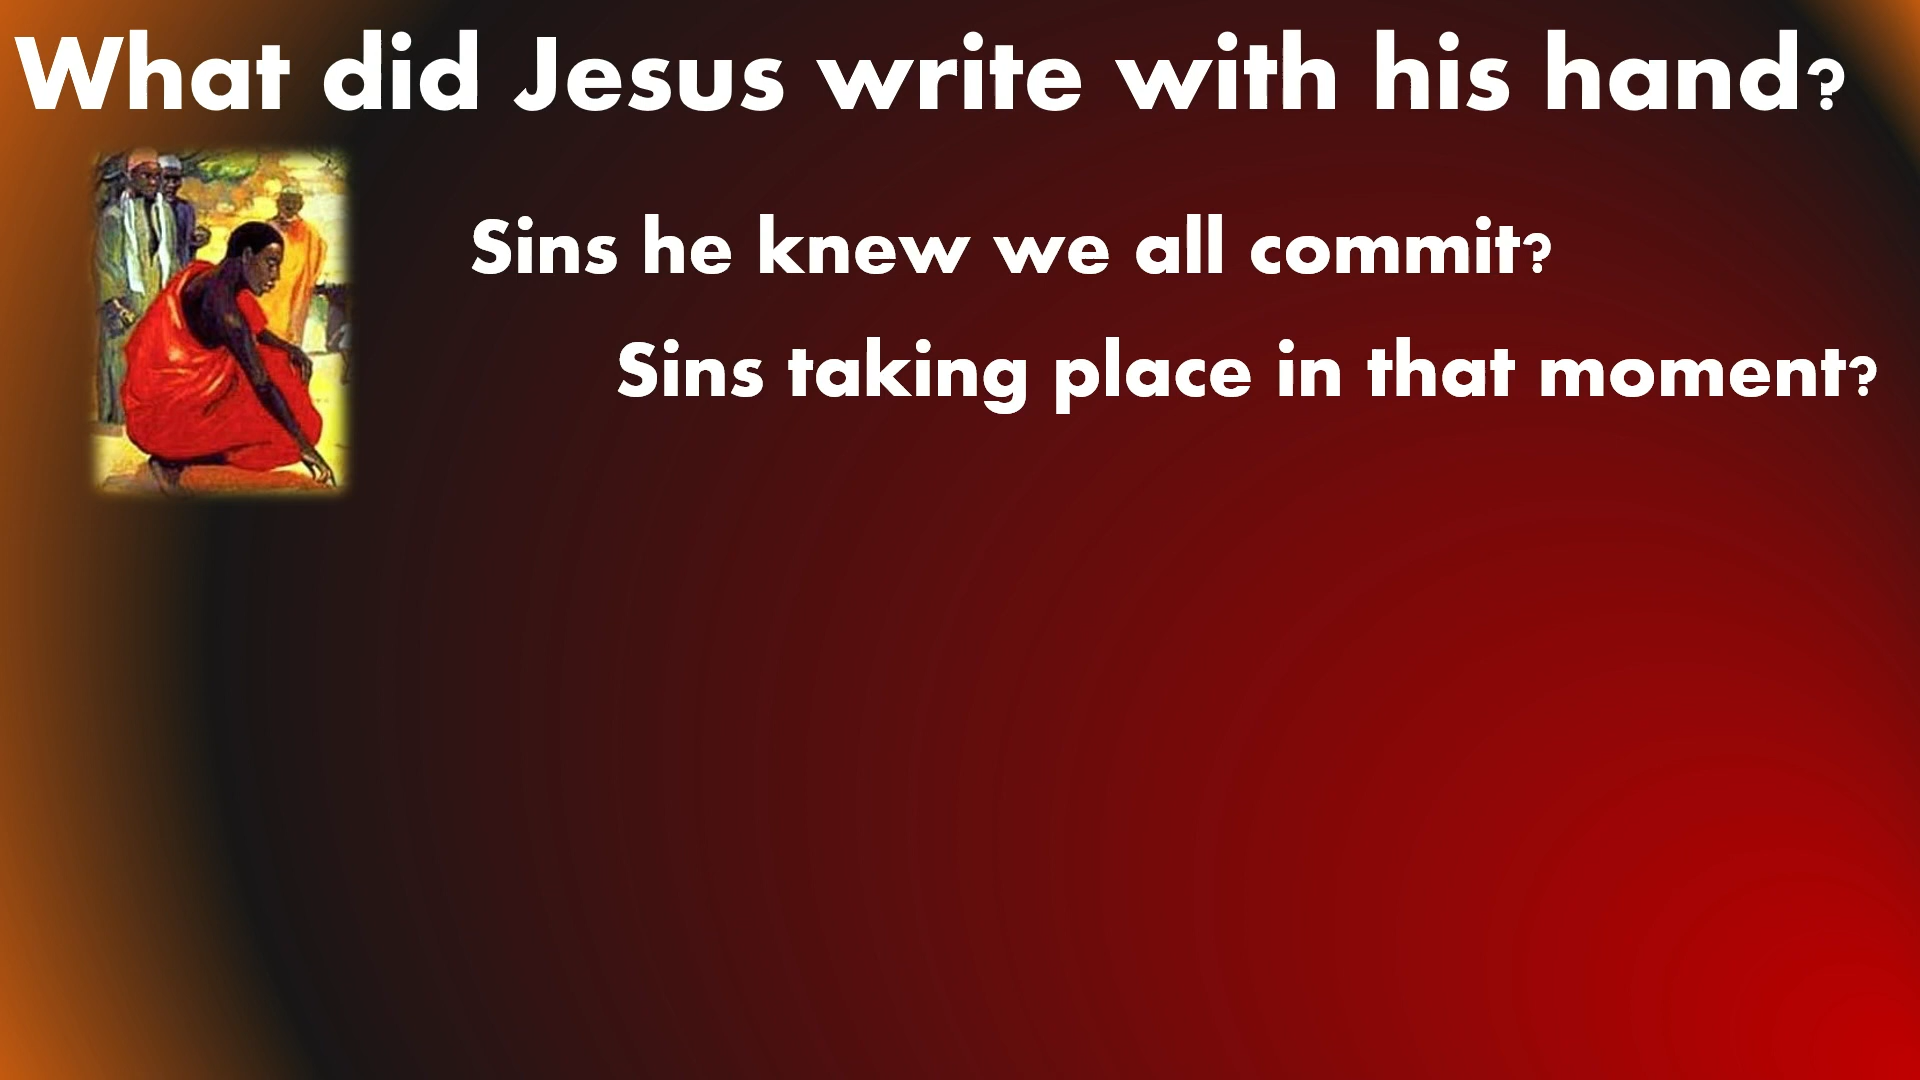 What did Jesus write with his hand?
Sins he knew we all commit?
Sins taking place in that moment?